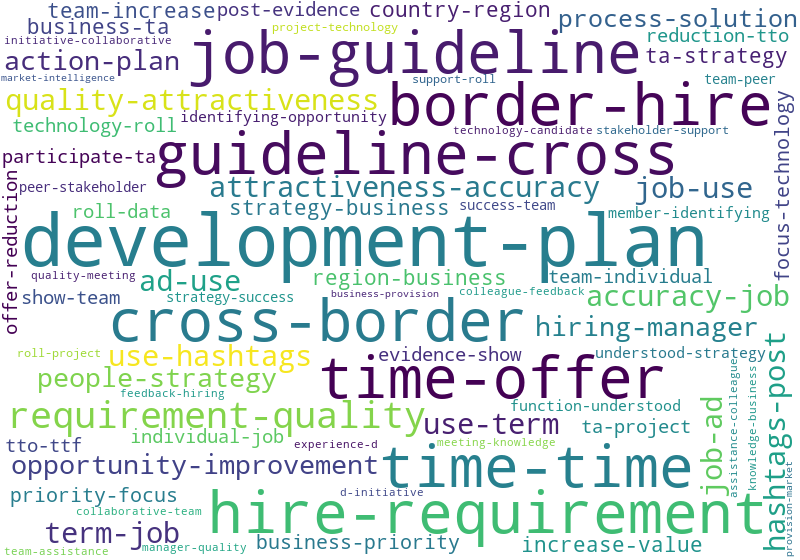 team-increase
post-evidence
country-region
process-solution
business-ta
project-technology
reduction-tto
initiative-collaborative
job-guideline
ta-strategy
action-plan
market-intelligence
support-roll
team-peer
quality-attractiveness
border-hire
identifying-opportunity
technology-roll
technology-candidate
stakeholder-support
participate-ta
guideline-cross
focus-technology
peer-stakeholder
attractiveness-accuracy
job-use
offer-reduction
roll-data
strategy-business
success-team
member-identifying
development-plan
quality-meeting
ad-use
region-business
team-individual
show-team
strategy-success
business-provision
colleague-feedback
accuracy-job
cross-border
hiring-manager
roll-project
use-hashtags
evidence-show
understood-strategy
people-strategy
time-offer
feedback-hiring
hashtags-post
assistance-colleague
knowledge-business
requirement-quality
function-understood
use-term
ta-project
job-ad
individual-job
tto-ttf
experience-d
meeting-knowledge
opportunity-improvement
time-time
priority-focus
d-initiative
provision-market
hire-requirement
collaborative-team
term-job
business-priority
increase-value
team-assistance
manager-quality